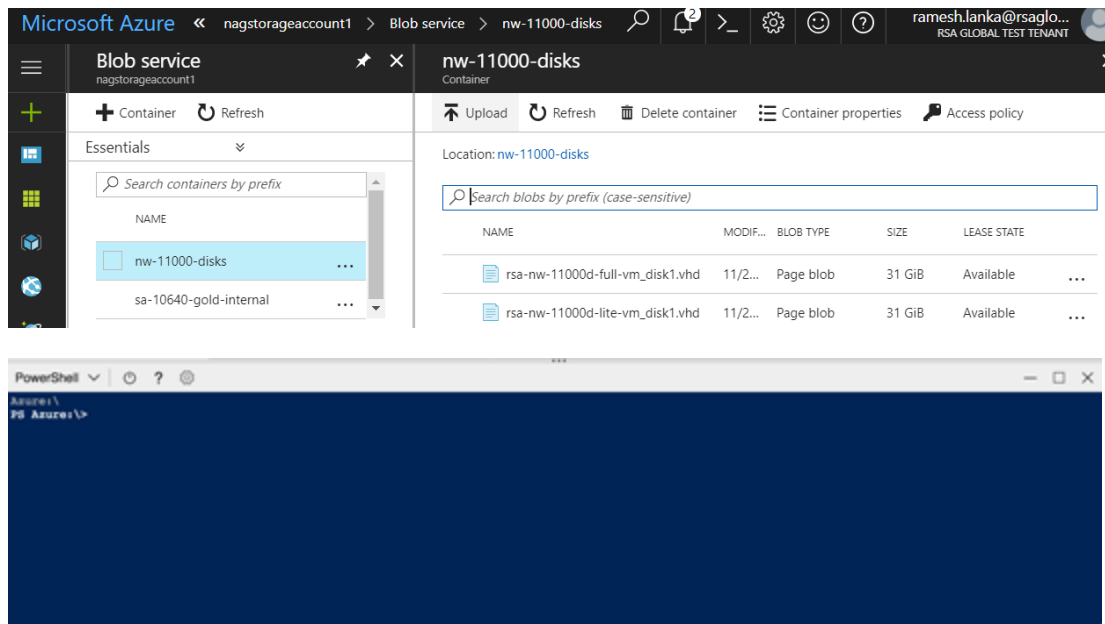 Microsoft Azure « nagstorageaccount1 > Blob service > nw-11000-disks 2 >_ ? ramesh.lanka@rsaglo...
RSA GLOBAL TEST TENANT
Blob service
nagstorageaccount1
nw-11000-disks
Container
Container Refresh
Upload Refresh Delete container Container properties Access policy
Essentials
Location: nw-11000-disks
Search containers by prefix
Search blobs by prefix (case-sensitive)
NAME
NAME MODIF... BLOB TYPE SIZE LEASE STATE
nw-11000-disks ...
rsa-nw-11000d-full-vm_disk1.vhd 11/2... Page blob 31 GiB Available ...
sa-10640-gold-internal ...
rsa-nw-11000d-lite-vm_disk1.vhd 11/2... Page blob 31 GiB Available ...
PowerShell ?
Azure:\
PS Azure:\>